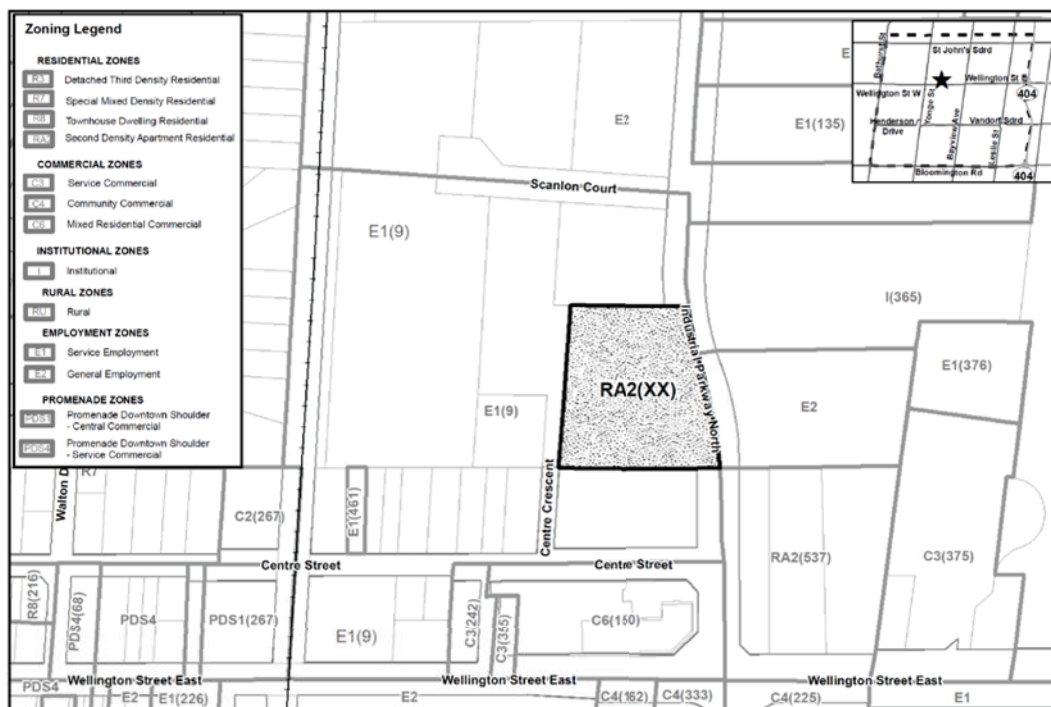 Zoning Legend
RESIDENTIAL ZONES
R3 Detached Third Density Residential
R7 Special Mixed Density Residential
R8 Townhouse Dwelling Residential
RA2 Second Density Apartment Residential
COMMERCIAL ZONES
C3 Service Commercial
C4 Community Commercial
C6 Mixed Residential Commercial
INSTITUTIONAL ZONES
I Institutional
RURAL ZONES
RU Rural
EMPLOYMENT ZONES
E1 Service Employment
E2 General Employment
PROMENADE ZONES
PDS1 Promenade Downtown Shoulder
- Central Commercial
PDS4 Promenade Downtown Shoulder
- Service Commercial
Bathurst St
St John's Sdrd
Wellington St E
Wellington St W
404
Yonge St
Henderson
Drive
Vandorf Sdrd
Bayview Ave
Leslie St
Bloomington Rd
404
E
E2
E1(135)
Scanlon Court
E1(9)
I(365)
Industrial Parkway North
E1(376)
RA2(XX)
E1(9)
E2
R7
Walton D
C2(267)
E1(461)
Centre Crescent
RA2(537)
C3(375)
Centre Street
Centre Street
R8(216)
PDS4(68)
PDS4
PDS1(267)
E1(9)
C3(242)
C3(355)
C6(150)
Wellington Street East
Wellington Street East
Wellington Street East
PDS4
E2
E1(226)
E2
C4(162)
C4(333)
C4(225)
E1